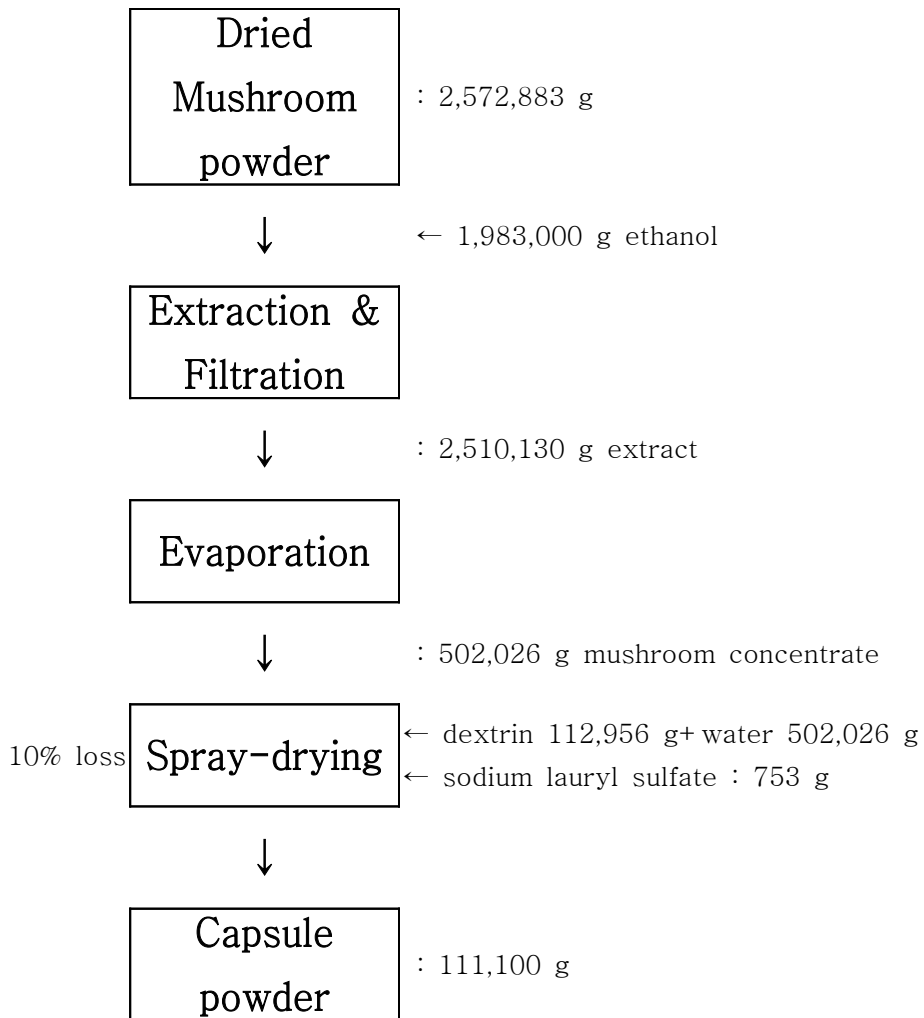 Dried
Mushroom
powder
: 2,572,883 g
↓
← 1,983,000 g ethanol
Extraction &
Filtration
↓
: 2,510,130 g extract
Evaporation
↓
: 502,026 g mushroom concentrate
10% loss
Spray-drying
← dextrin 112,956 g+water 502,026 g
← sodium lauryl sulfate : 753 g
↓
Capsule
powder
: 111,100 g